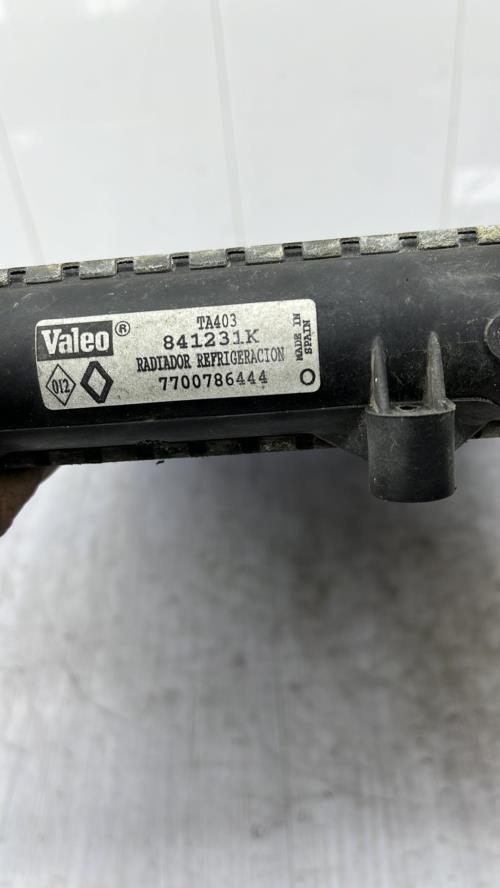 Valeo®
TA403
841231K
RADIADOR REFRIGERACION
7700786444
012
MADE IN
SPAIN